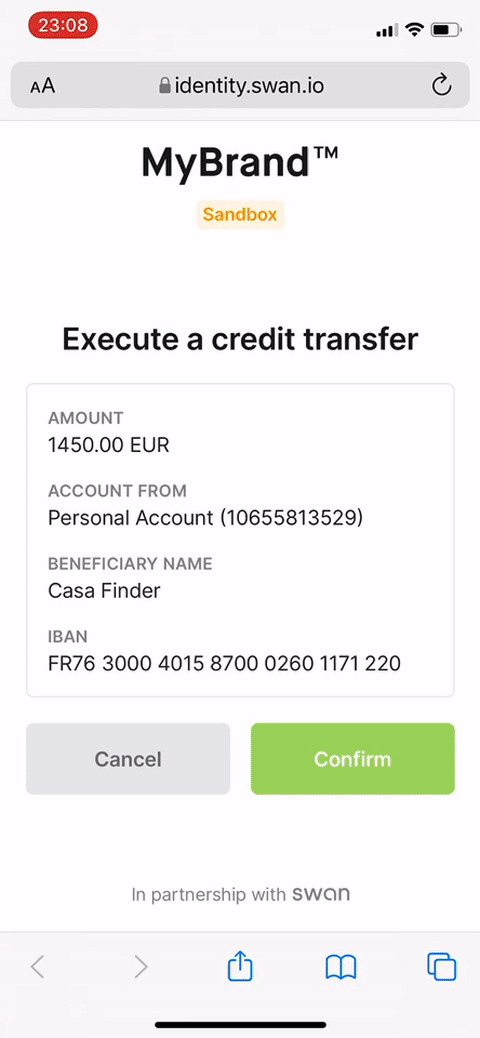 23:08
AA
identity.swan.io
MyBrand™
Sandbox
Execute a credit transfer
AMOUNT
1450.00 EUR
ACCOUNT FROM
Personal Account (10655813529)
BENEFICIARY NAME
Casa Finder
IBAN
FR76 3000 4015 8700 0260 1171 220
Cancel
Confirm
In partnership with swan